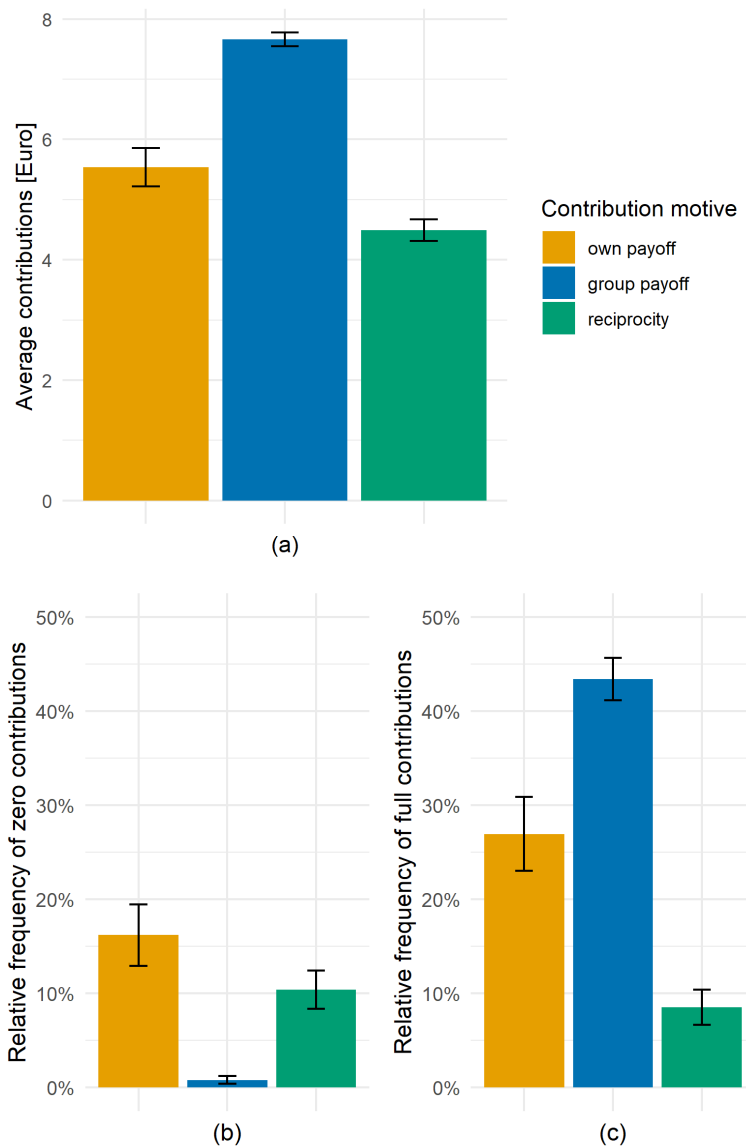 Average contributions [Euro]
8
6
4
2
0
(a)
Contribution motive
own payoff
group payoff
reciprocity
Relative frequency of zero contributions
50%
40%
30%
20%
10%
0%
(b)
Relative frequency of full contributions
50%
40%
30%
20%
10%
0%
(c)